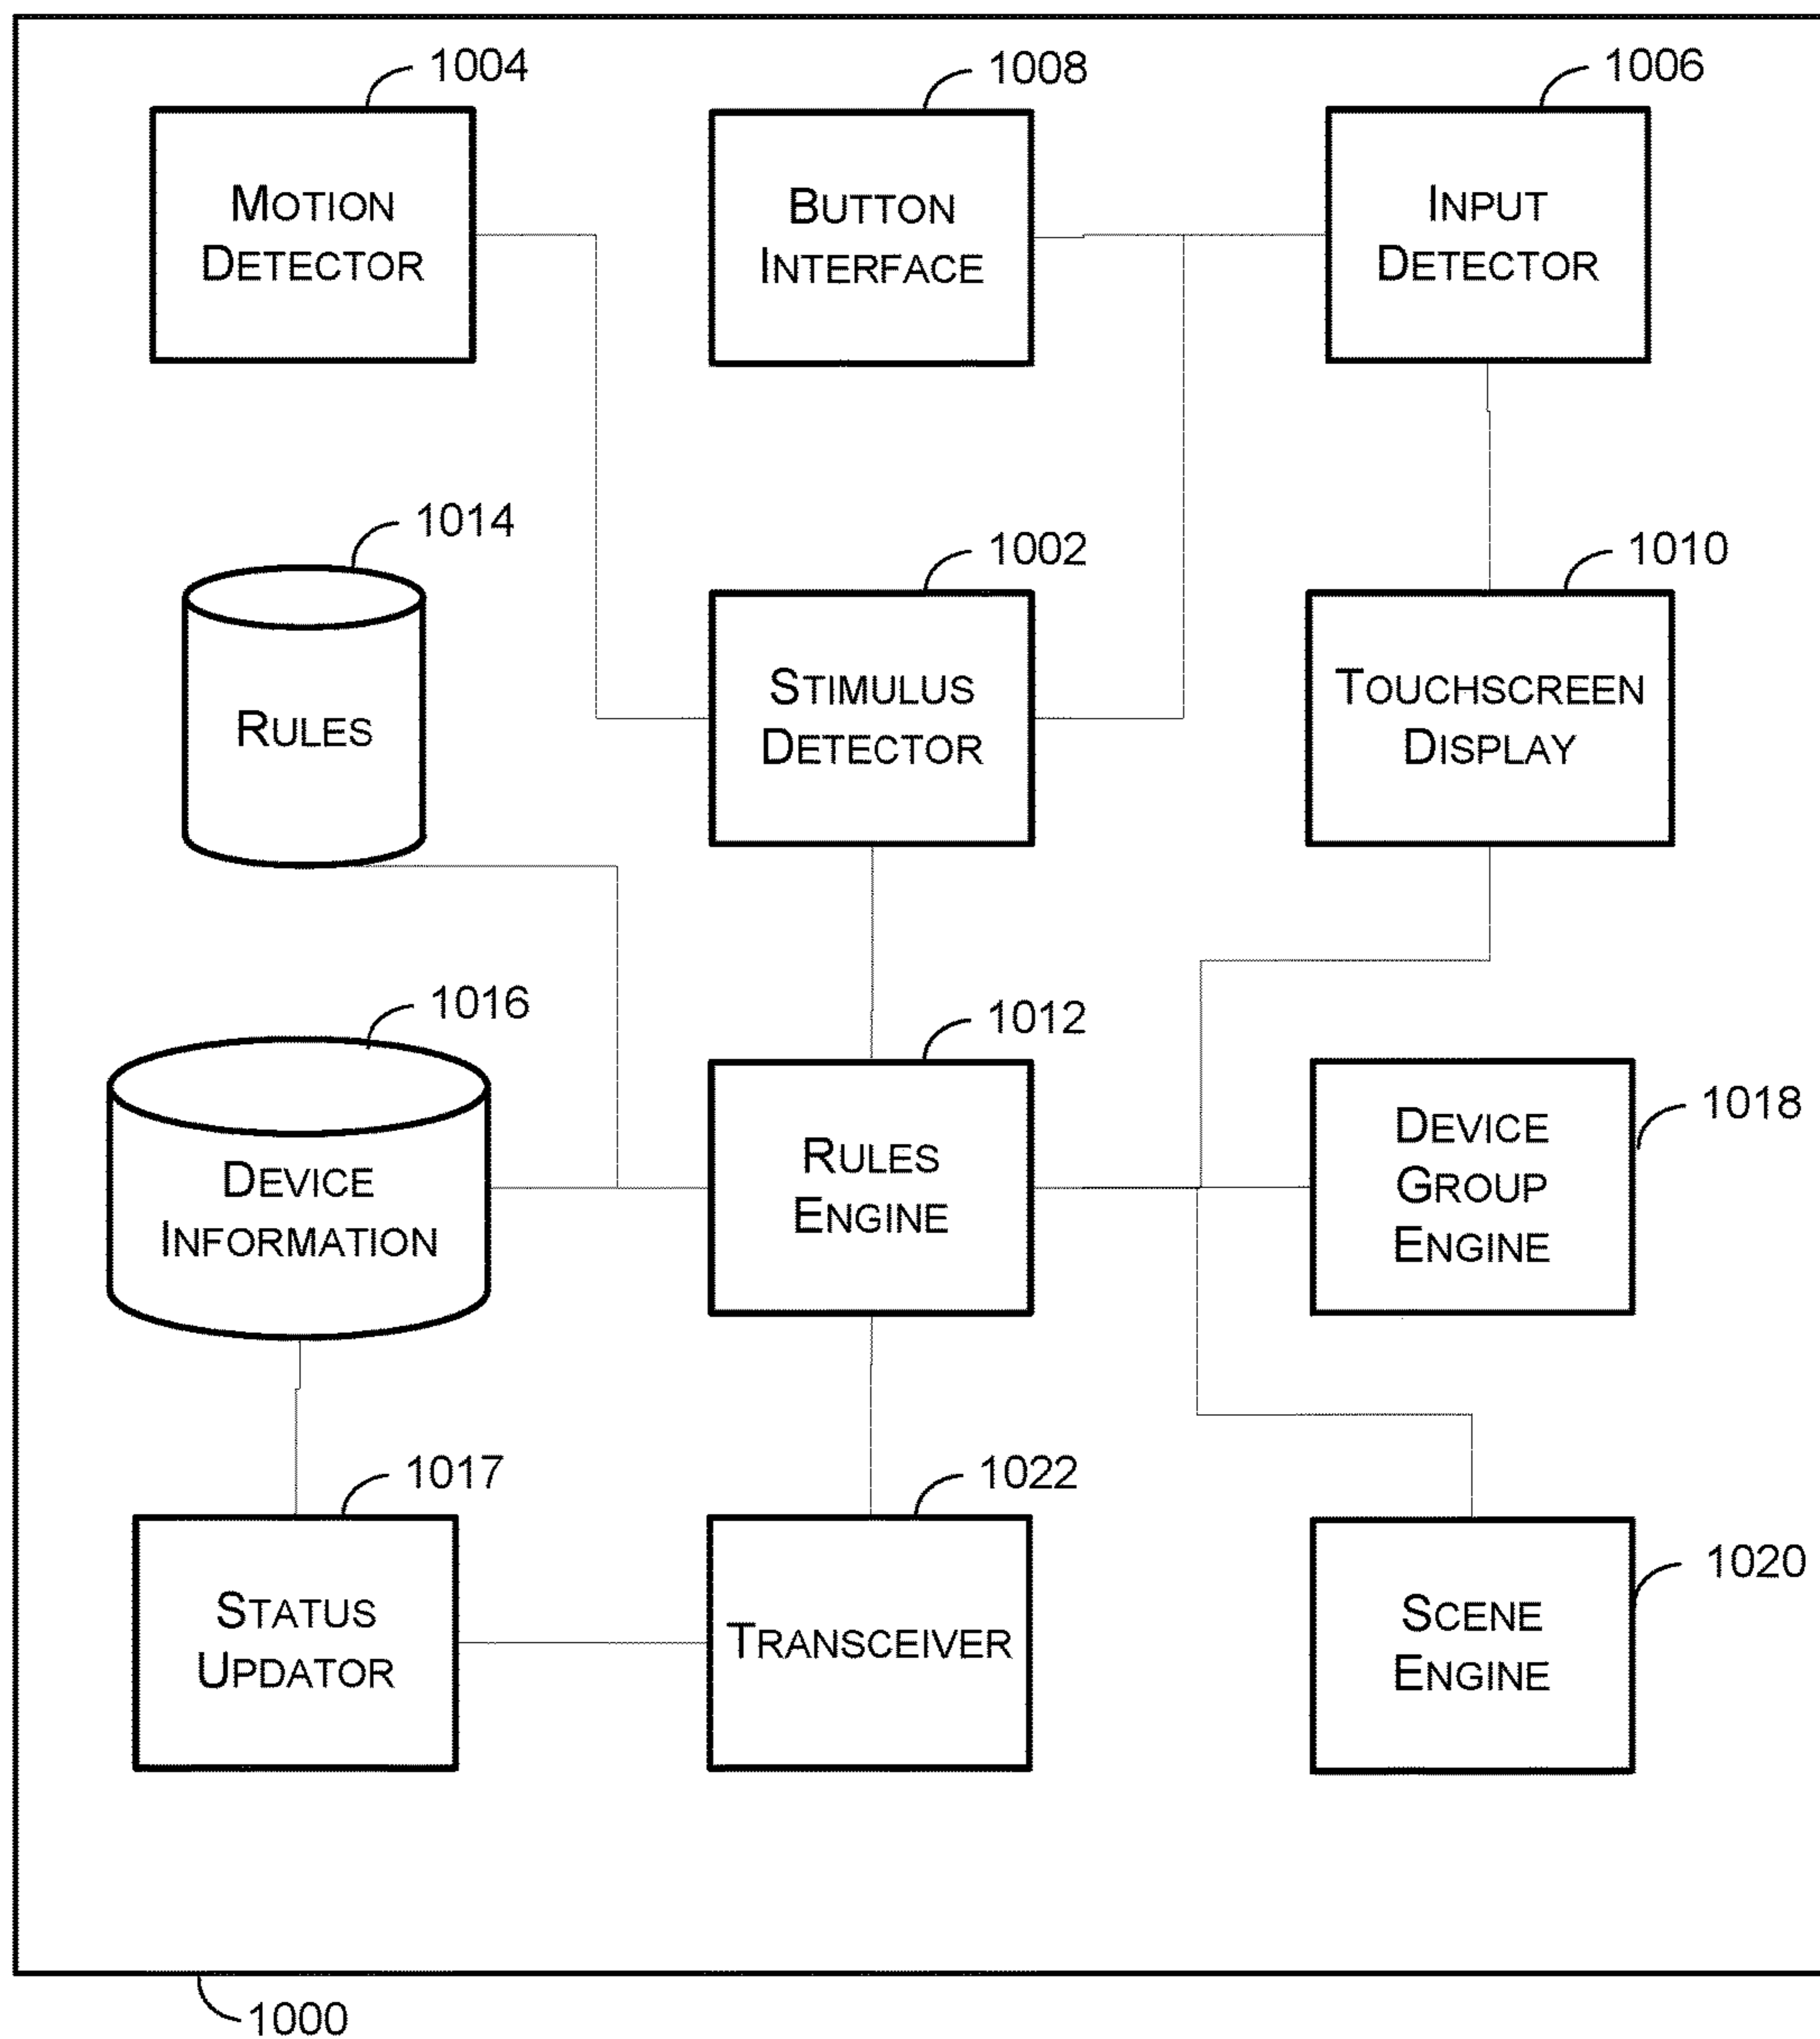 1004
1008
1006
MOTION
DETECTOR
BUTTON
INTERFACE
INPUT
DETECTOR
1014
1002
1010
RULES
STIMULUS
DETECTOR
TOUCHSCREEN
DISPLAY
1016
1012
1018
DEVICE
INFORMATION
RULES
ENGINE
DEVICE
GROUP
ENGINE
1017
1022
1020
STATUS
UPDATOR
TRANSCEIVER
SCENE
ENGINE
1000